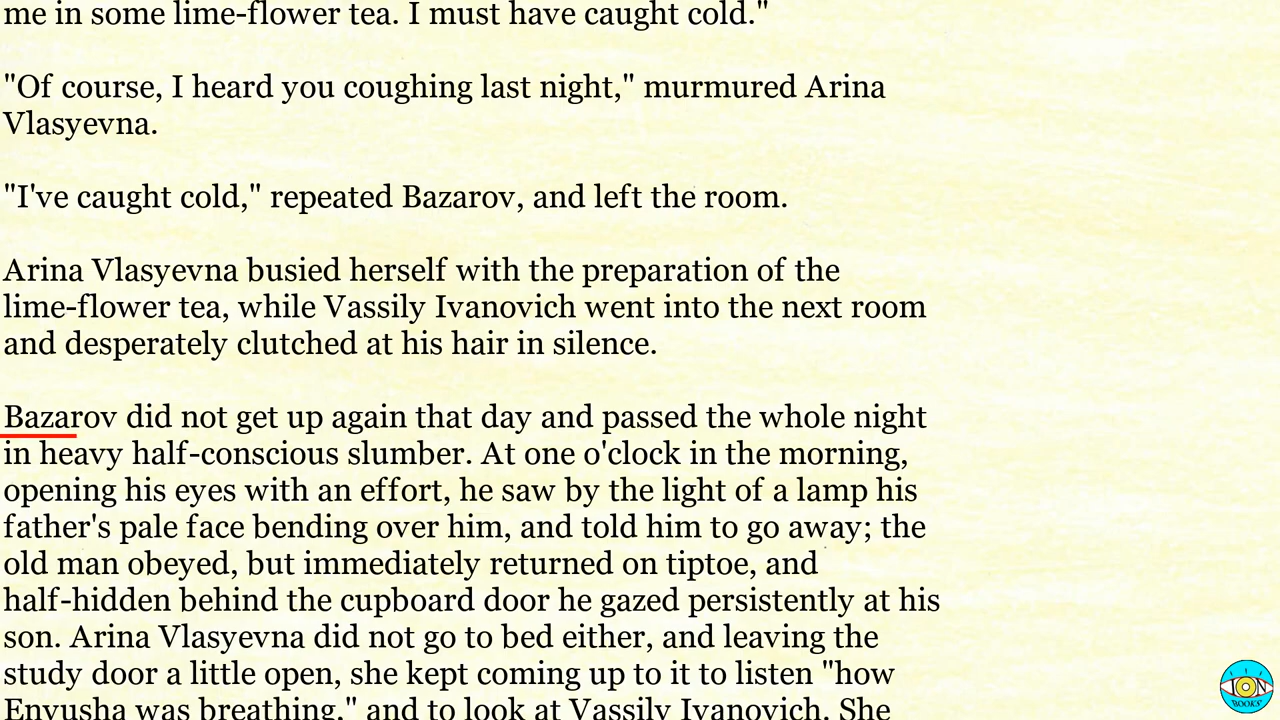 me in some lime-flower tea. I must have caught cold."
"Of course, I heard you coughing last night," murmured Arina
Vlasyevna.
"I've caught cold," repeated Bazarov, and left the room.
Arina Vlasyevna busied herself with the preparation of the
lime-flower tea, while Vassily Ivanovich went into the next room
and desperately clutched at his hair in silence.
Bazarov did not get up again that day and passed the whole night
in heavy half-conscious slumber. At one o'clock in the morning,
opening his eyes with an effort, he saw by the light of a lamp his
father's pale face bending over him, and told him to go away; the
old man obeyed, but immediately returned on tiptoe, and
half-hidden behind the cupboard door he gazed persistently at his
son. Arina Vlasyevna did not go to bed either, and leaving the
study door a little open, she kept coming up to it to listen "how
Enyusha was breathing," and to look at Vassily Ivanovich. She
ION
BOOKS